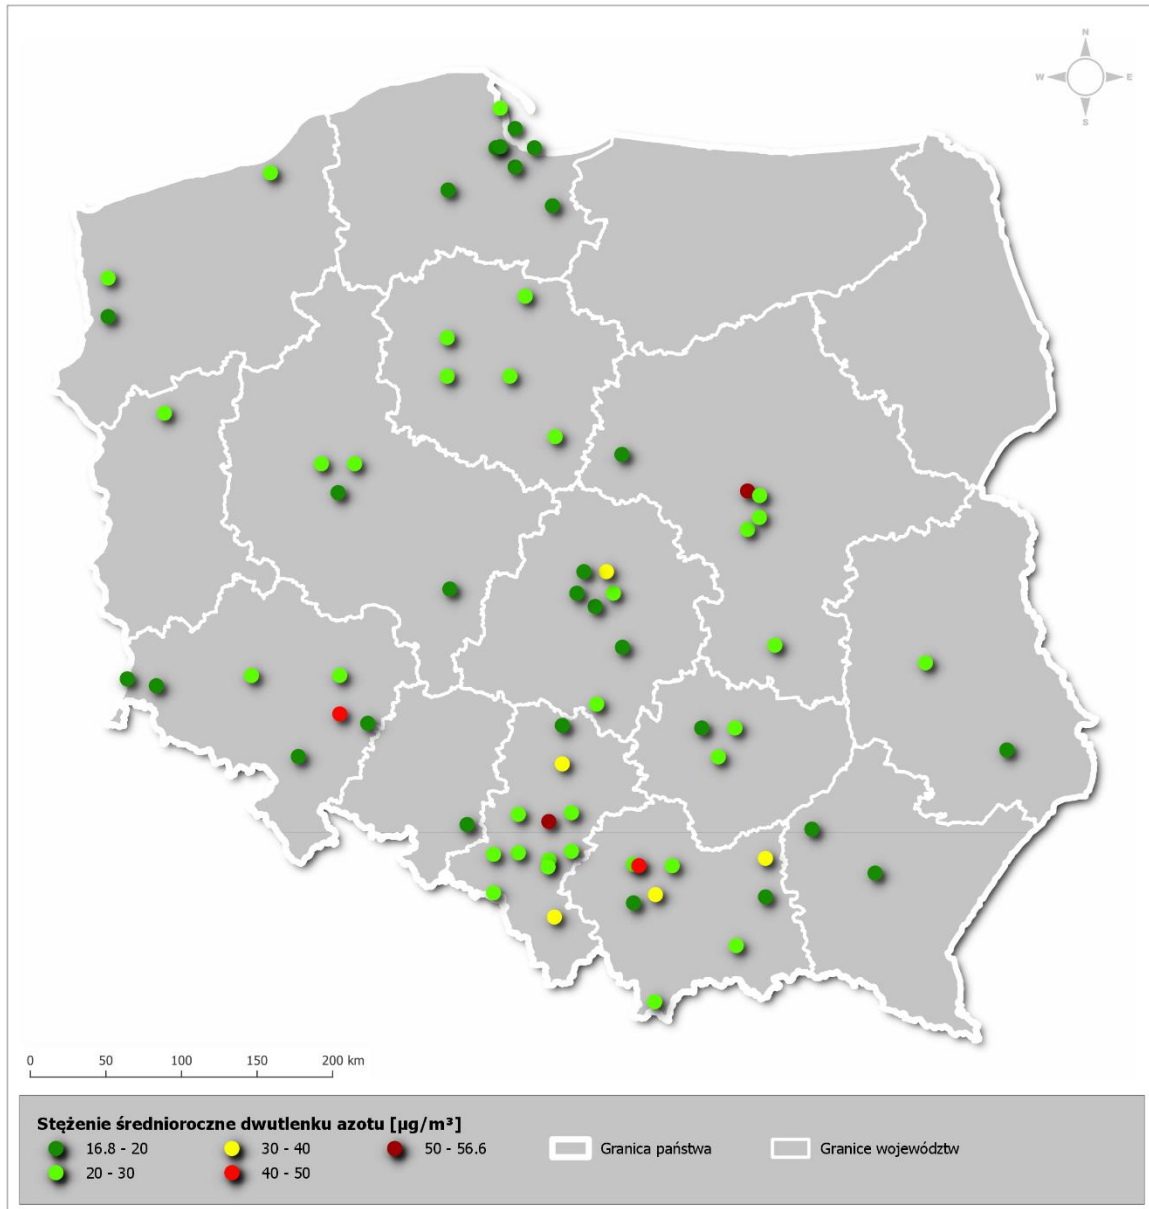 N
W E
S
0 50 100 150 200 km
Stężenie średnioroczne dwutlenku azotu [µg/m³]
16.8 - 20 30 - 40 50 - 56.6 Granica państwa Granice województw
20 - 30 40 - 50